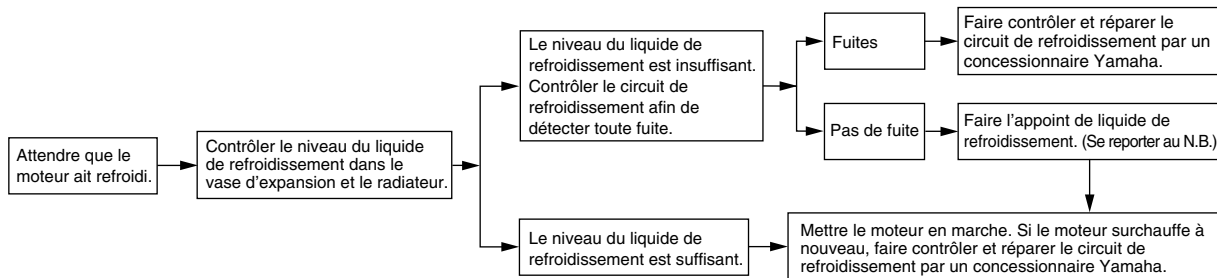 Attendre que le
moteur ait refroidi.
Contrôler le niveau du liquide
de refroidissement dans le
vase d’expansion et le radiateur.
Le niveau du liquide de
refroidissement est insuffisant.
Contrôler le circuit de
refroidissement afin de
détecter toute fuite.
Fuites
Faire contrôler et réparer le
circuit de refroidissement par un
concessionnaire Yamaha.
Pas de fuite
Faire l’appoint de liquide de
refroidissement. (Se reporter au N.B.)
Le niveau du liquide de
refroidissement est suffisant.
Mettre le moteur en marche. Si le moteur surchauffe à
nouveau, faire contrôler et réparer le circuit de
refroidissement par un concessionnaire Yamaha.